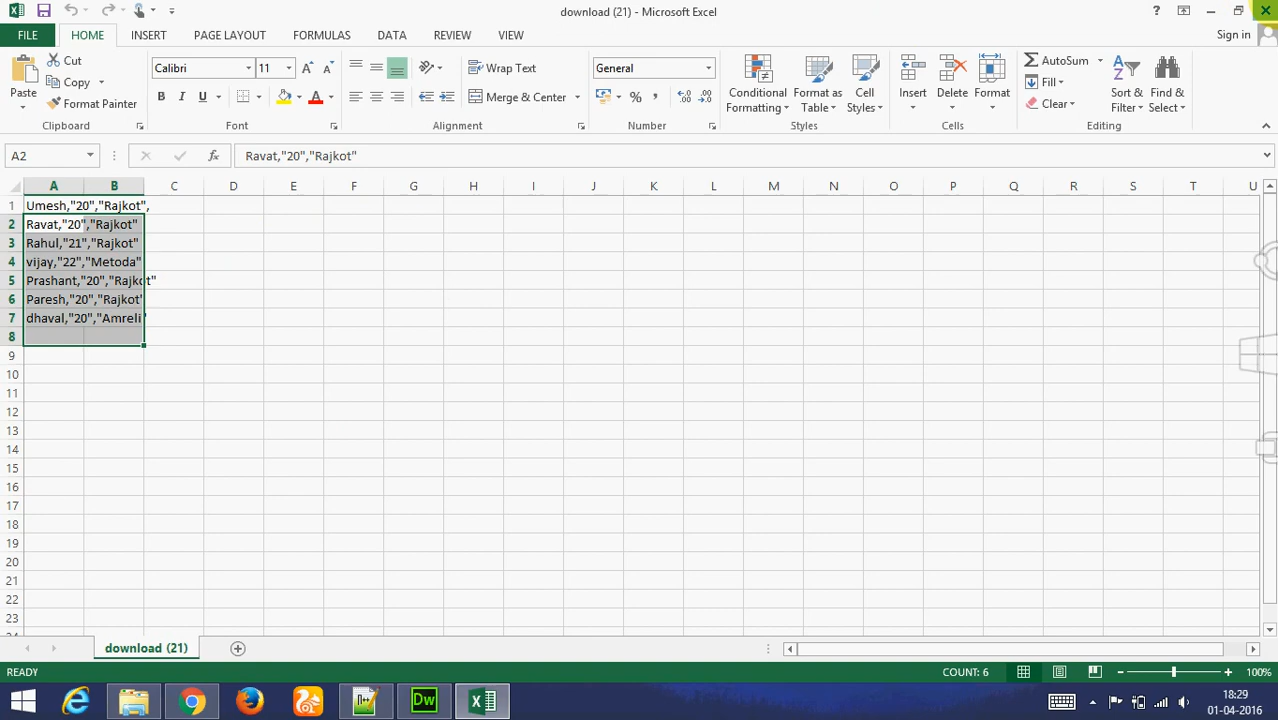 download (21) - Microsoft Excel
?
FILE HOME INSERT PAGE LAYOUT FORMULAS DATA REVIEW VIEW
Sign in
Paste
Cut
Copy
Format Painter
Clipboard
Calibri 11
B I U A
Font
Wrap Text
Merge & Center
Alignment
General
%
Number
Conditional Formatting
Format as Table
Cell Styles
Styles
Insert
Delete
Format
Cells
AutoSum
Fill
Clear
Sort & Filter
Find & Select
Editing
A2
fx
Ravat,"20","Rajkot"
A B C D E F G H I J K L M N O P Q R S T U
1 Umesh,"20","Rajkot",
2 Ravat,"20","Rajkot"
3 Rahul,"21","Rajkot"
4 vijay,"22","Metoda"
5 Prashant,"20","Rajkot"
6 Paresh,"20","Rajkot"
7 dhaval,"20","Amreli"
8
9
10
11
12
13
14
15
16
17
18
19
20
21
22
23
24
download (21)
READY
COUNT: 6
100%
Dw
18:29
01-04-2016